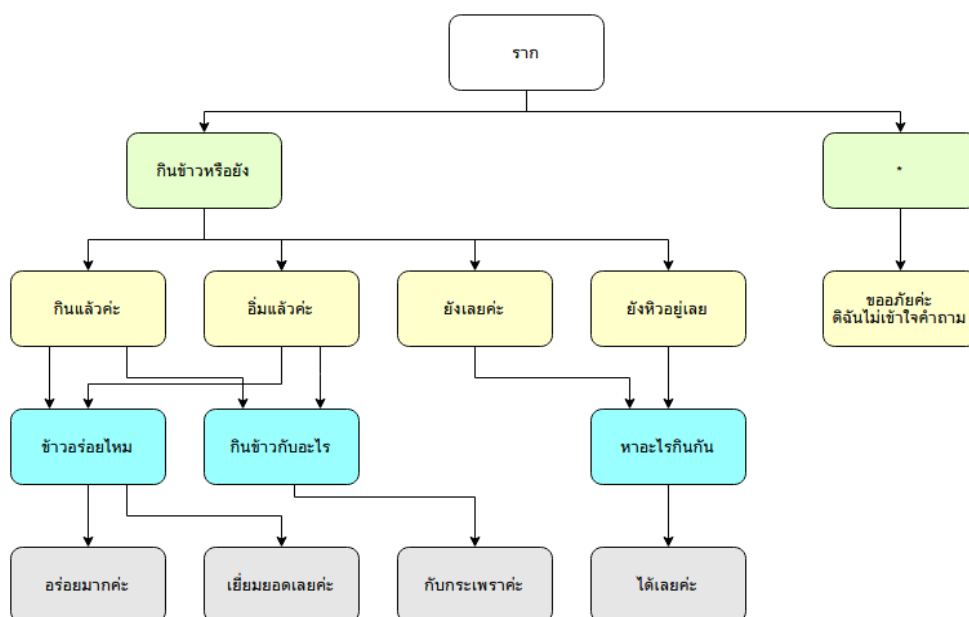 ราก
กินข้าวหรือยัง
*
กินแล้วค่ะ
อิ่มแล้วค่ะ
ยังเลยค่ะ
ยังหิวอยู่เลย
ขออภัยค่ะ
ดิฉันไม่เข้าใจคำถาม
ข้าวอร่อยไหม
กินข้าวกับอะไร
หาอะไรกินกัน
อร่อยมากค่ะ
เยี่ยมยอดเลยค่ะ
กับกระเพราค่ะ
ได้เลยค่ะ